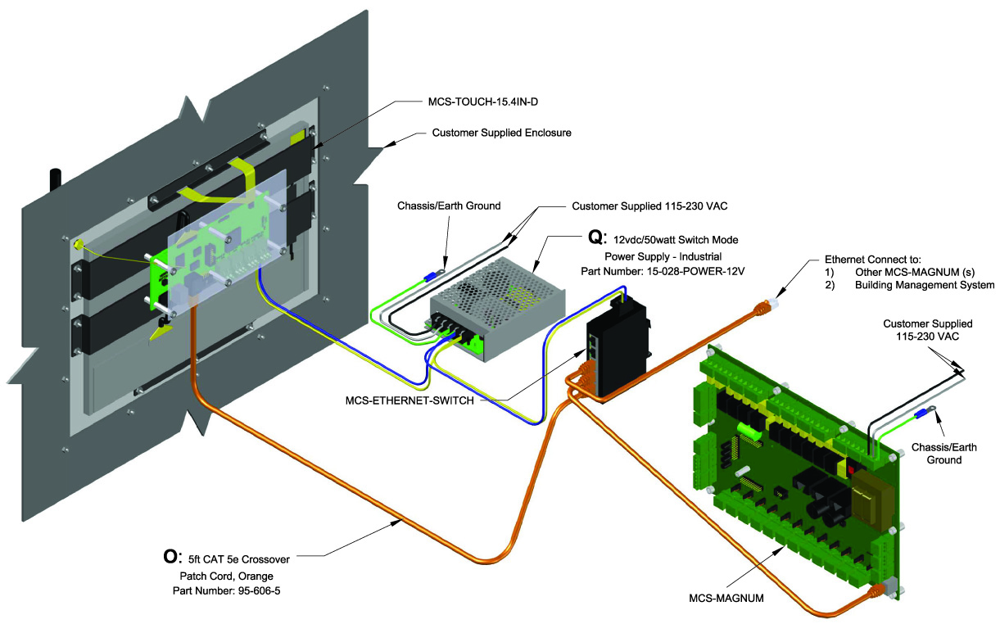 MCS-TOUCH-15.4IN-D
Customer Supplied Enclosure
Chassis/Earth Ground
Customer Supplied 115-230 VAC
Q: 12vdc/50watt Switch Mode
Power Supply - Industrial
Part Number: 15-028-POWER-12V
Ethernet Connect to:
1) Other MCS-MAGNUM (s)
2) Building Management System
Customer Supplied
115-230 VAC
MCS-ETHERNET-SWITCH
Chassis/Earth
Ground
O: 5ft CAT 5e Crossover
Patch Cord, Orange
Part Number: 95-606-5
MCS-MAGNUM